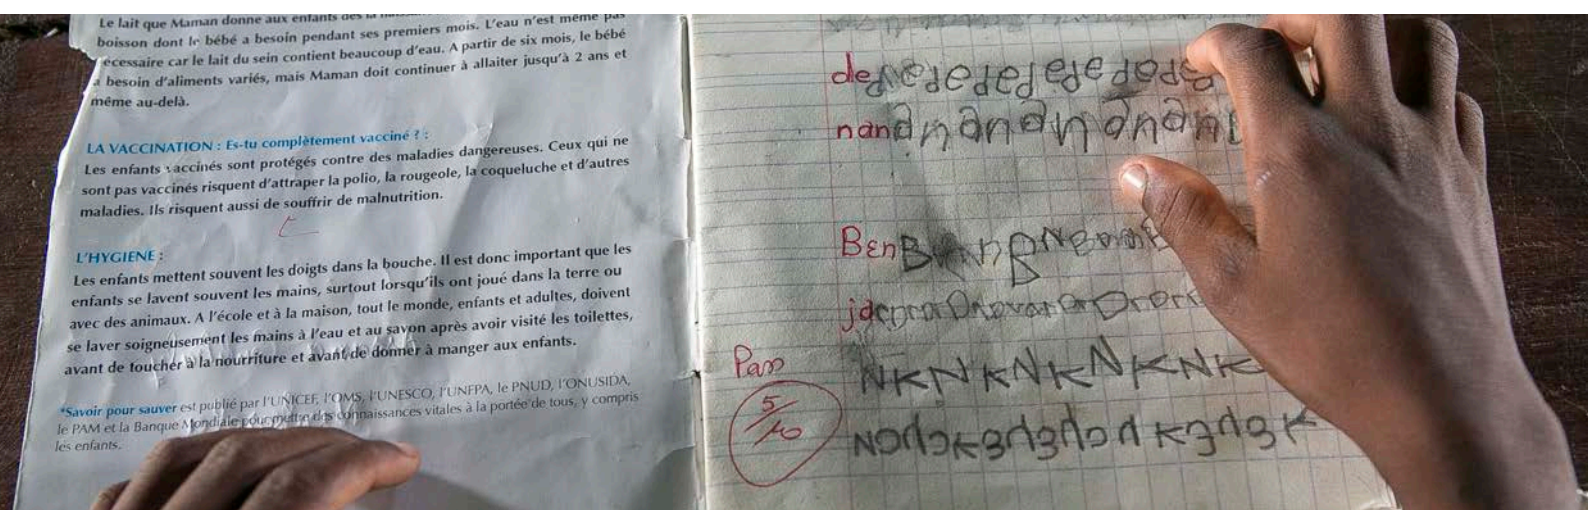 Le lait que Maman donne aux enfants dès la
boisson dont le bébé a besoin pendant ses premiers mois. L'eau n'est même pas
écessaire car le lait du sein contient beaucoup d'eau. A partir de six mois, le bébé
a besoin d'aliments variés, mais Maman doit continuer à allaiter jusqu'à 2 ans et
même au-delà.
LA VACCINATION : Es-tu complètement vacciné ? :
Les enfants vaccinés sont protégés contre des maladies dangereuses. Ceux qui ne
sont pas vaccinés risquent d'attraper la polio, la rougeole, la coqueluche et d'autres
maladies. Ils risquent aussi de souffrir de malnutrition.
L'HYGIENE :
Les enfants mettent souvent les doigts dans la bouche. Il est donc important que les
enfants se lavent souvent les mains, surtout lorsqu'ils ont joué dans la terre ou
avec des animaux. A l'école et à la maison, tout le monde, enfants et adultes, doivent
se laver soigneusement les mains à l'eau et au savon après avoir visité les toilettes,
avant de toucher à la nourriture et avant de donner à manger aux enfants.
*Savoir pour sauver est publié par l'UNICEF, l'OMS, l'UNESCO, l'UNFPA, le PNUD, l'ONUSIDA,
le PAM et la Banque Mondiale pour mettre des connaissances vitales à la portée de tous, y compris
les enfants.
de
nan
Ben
NKNKNKNKNK
5/10